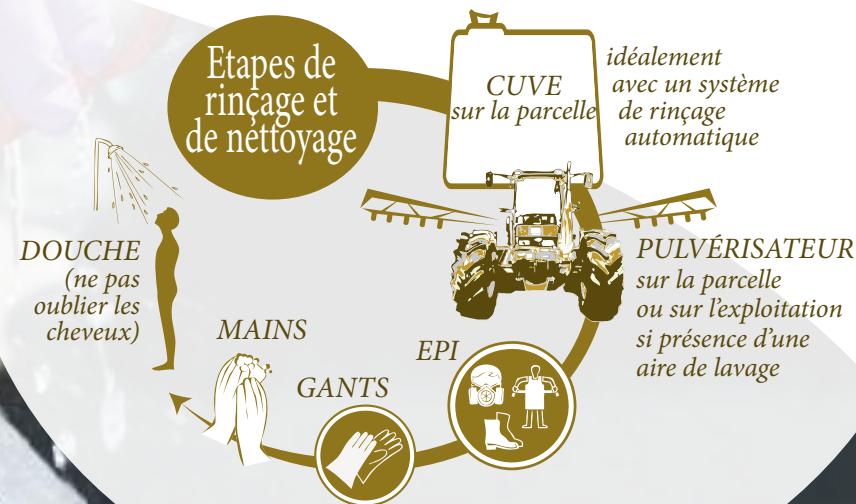 Etapes de
rinçage et
de nettoyage
CUVE
sur la parcelle
idéalement
avec un système
de rinçage
automatique
PULVÉRISATEUR
sur la parcelle
ou sur l'exploitation
si présence d'une
aire de lavage
EPI
GANTS
MAINS
DOUCHE
(ne pas
oublier les
cheveux)